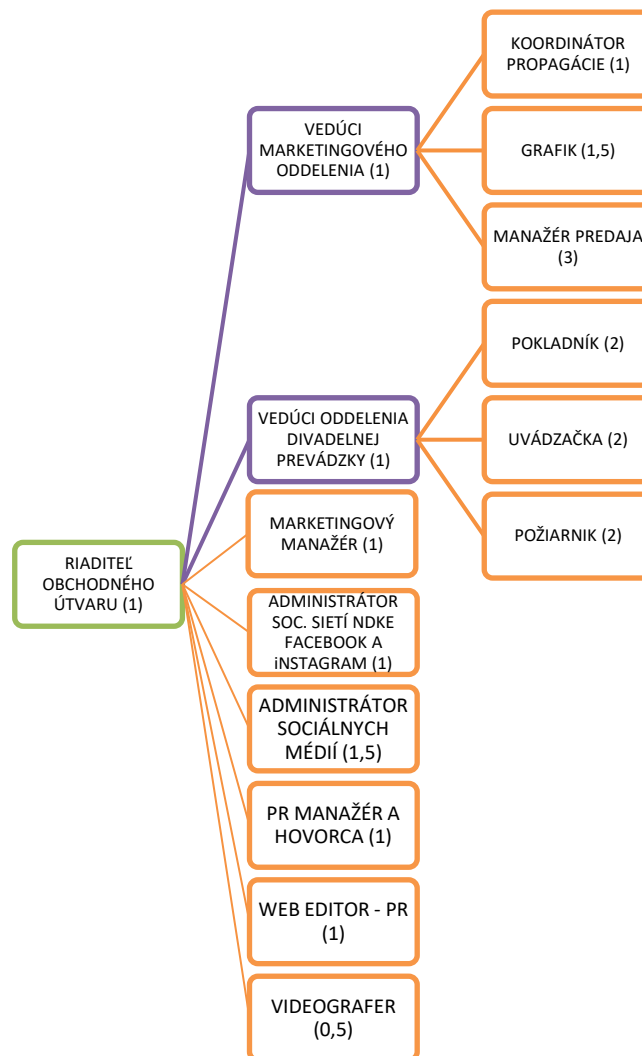 KOORDINÁTOR
PROPAGÁCIE (1)
VEDÚCI
MARKETINGOVÉHO
ODDELENIA (1)
GRAFIK (1,5)
MANAŽÉR PREDAJA
(3)
POKLADNÍK (2)
VEDÚCI ODDELENIA
DIVADELNEJ
PREVÁDZKY (1)
UVÁDZAČKA (2)
POŽIARNIK (2)
MARKETINGOVÝ
MANAŽÉR (1)
RIADITEĽ
OBCHODNÉHO
ÚTVARU (1)
ADMINISTRÁTOR
SOC. SIETÍ NDKE
FACEBOOK A
iNSTAGRAM (1)
ADMINISTRÁTOR
SOCIÁLNYCH
MÉDIÍ (1,5)
PR MANAŽÉR A
HOVORCA (1)
WEB EDITOR - PR
(1)
VIDEOGRAFER
(0,5)